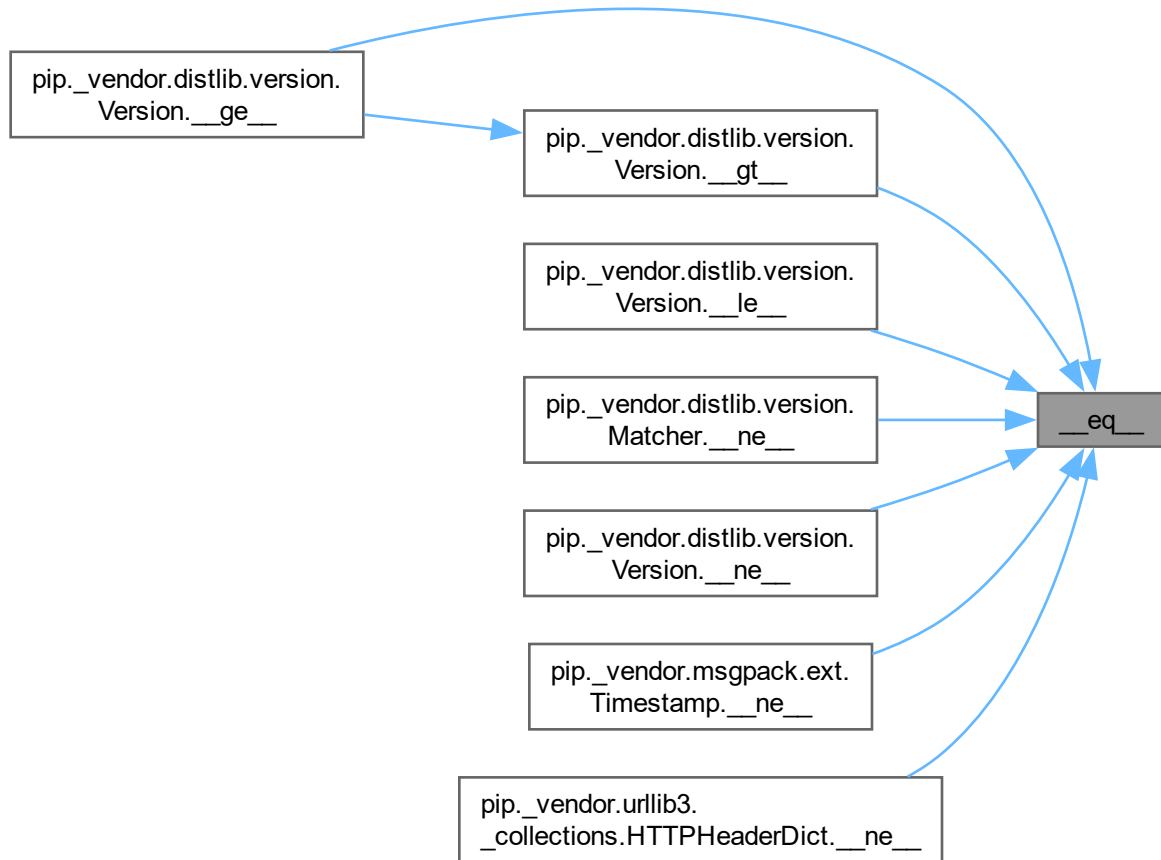 pip._vendor.distlib.version.
Version.__ge__
pip._vendor.distlib.version.
Version.__gt__
pip._vendor.distlib.version.
Version.__le__
pip._vendor.distlib.version.
Matcher.__ne__
pip._vendor.distlib.version.
Version.__ne__
pip._vendor.msgpack.ext.
Timestamp.__ne__
pip._vendor.urllib3.
_collections.HTTPHeaderDict.__ne__
__eq__